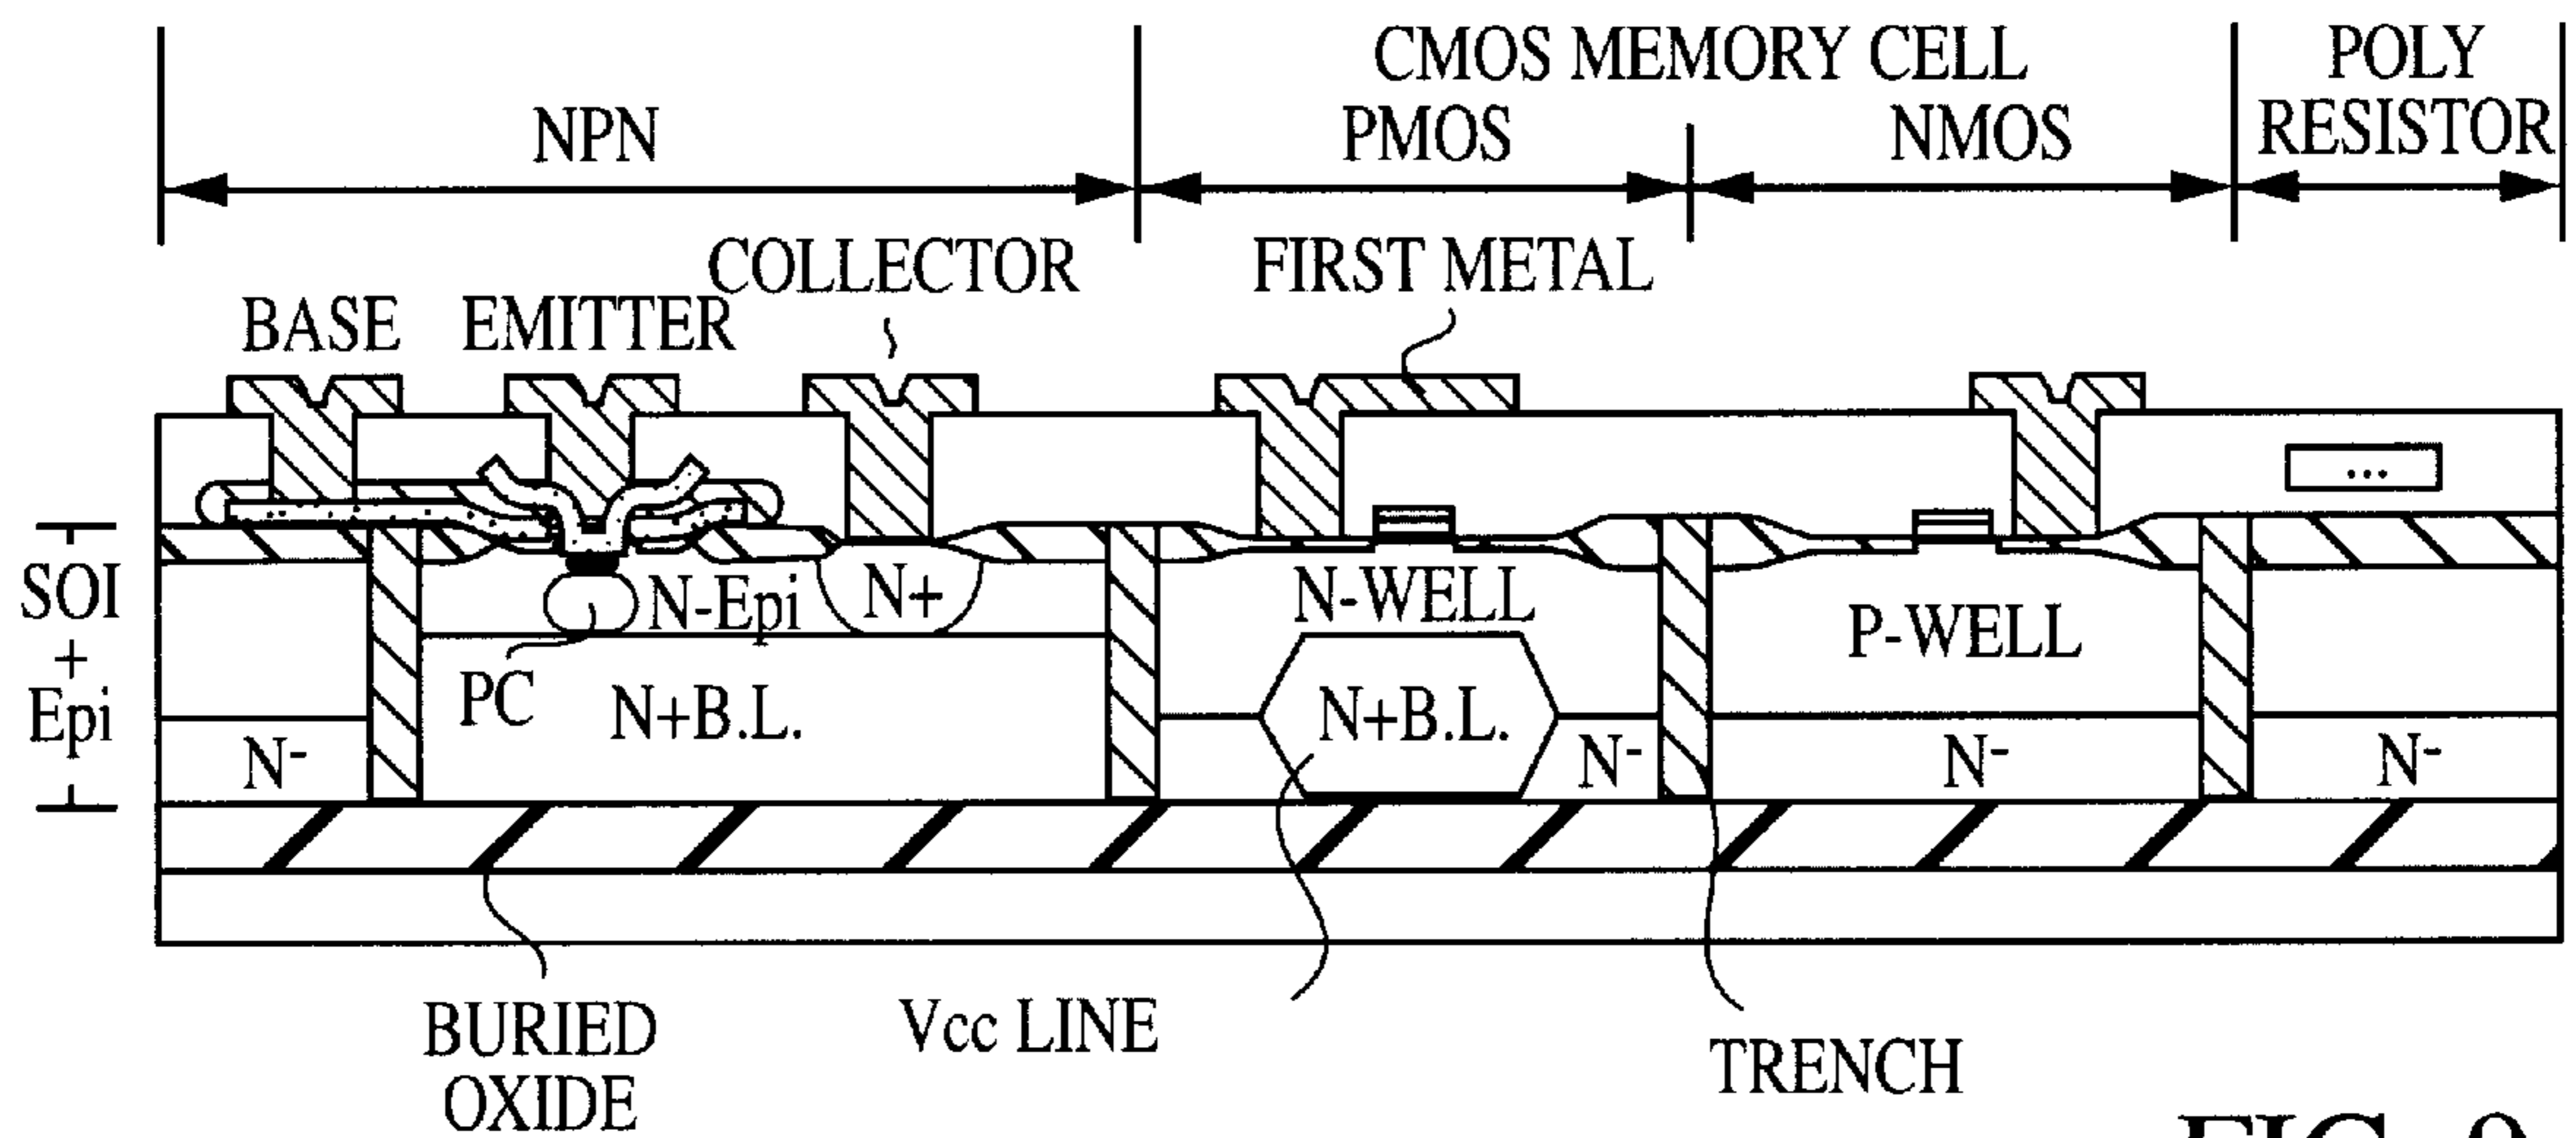 CMOS MEMORY CELL
POLY
RESISTOR
NPN
PMOS
NMOS
COLLECTOR
FIRST METAL
BASE
EMITTER
SOI
+
Epi
N-Epi
N+
N-WELL
P-WELL
PC
N+B.L.
N+B.L.
N-
N-
N-
N-
BURIED
OXIDE
Vcc LINE
TRENCH